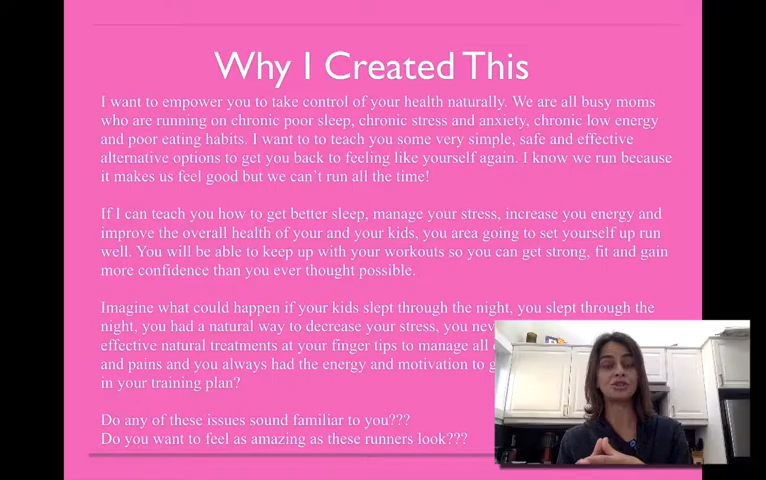 Why I Created This
I want to empower you to take control of your health naturally. We are all busy moms
who are running on chronic poor sleep, chronic stress and anxiety, chronic low energy
and poor eating habits. I want to to teach you some very simple, safe and effective
alternative options to get you back to feeling like yourself again. I know we run because
it makes us feel good but we can't run all the time!
If I can teach you how to get better sleep, manage your stress, increase you energy and
improve the overall health of your and your kids, you area going to set yourself up run
well. You will be able to keep up with your workouts so you can get strong, fit and gain
more confidence than you ever thought possible.
Imagine what could happen if your kids slept through the night, you slept through the
night, you had a natural way to decrease your stress, you
effective natural treatments at your finger tips to manage all
and pains and you always had the energy and motivation to
in your training plan?
Do any of these issues sound familiar to you???
Do you want to feel as amazing as these runners look???